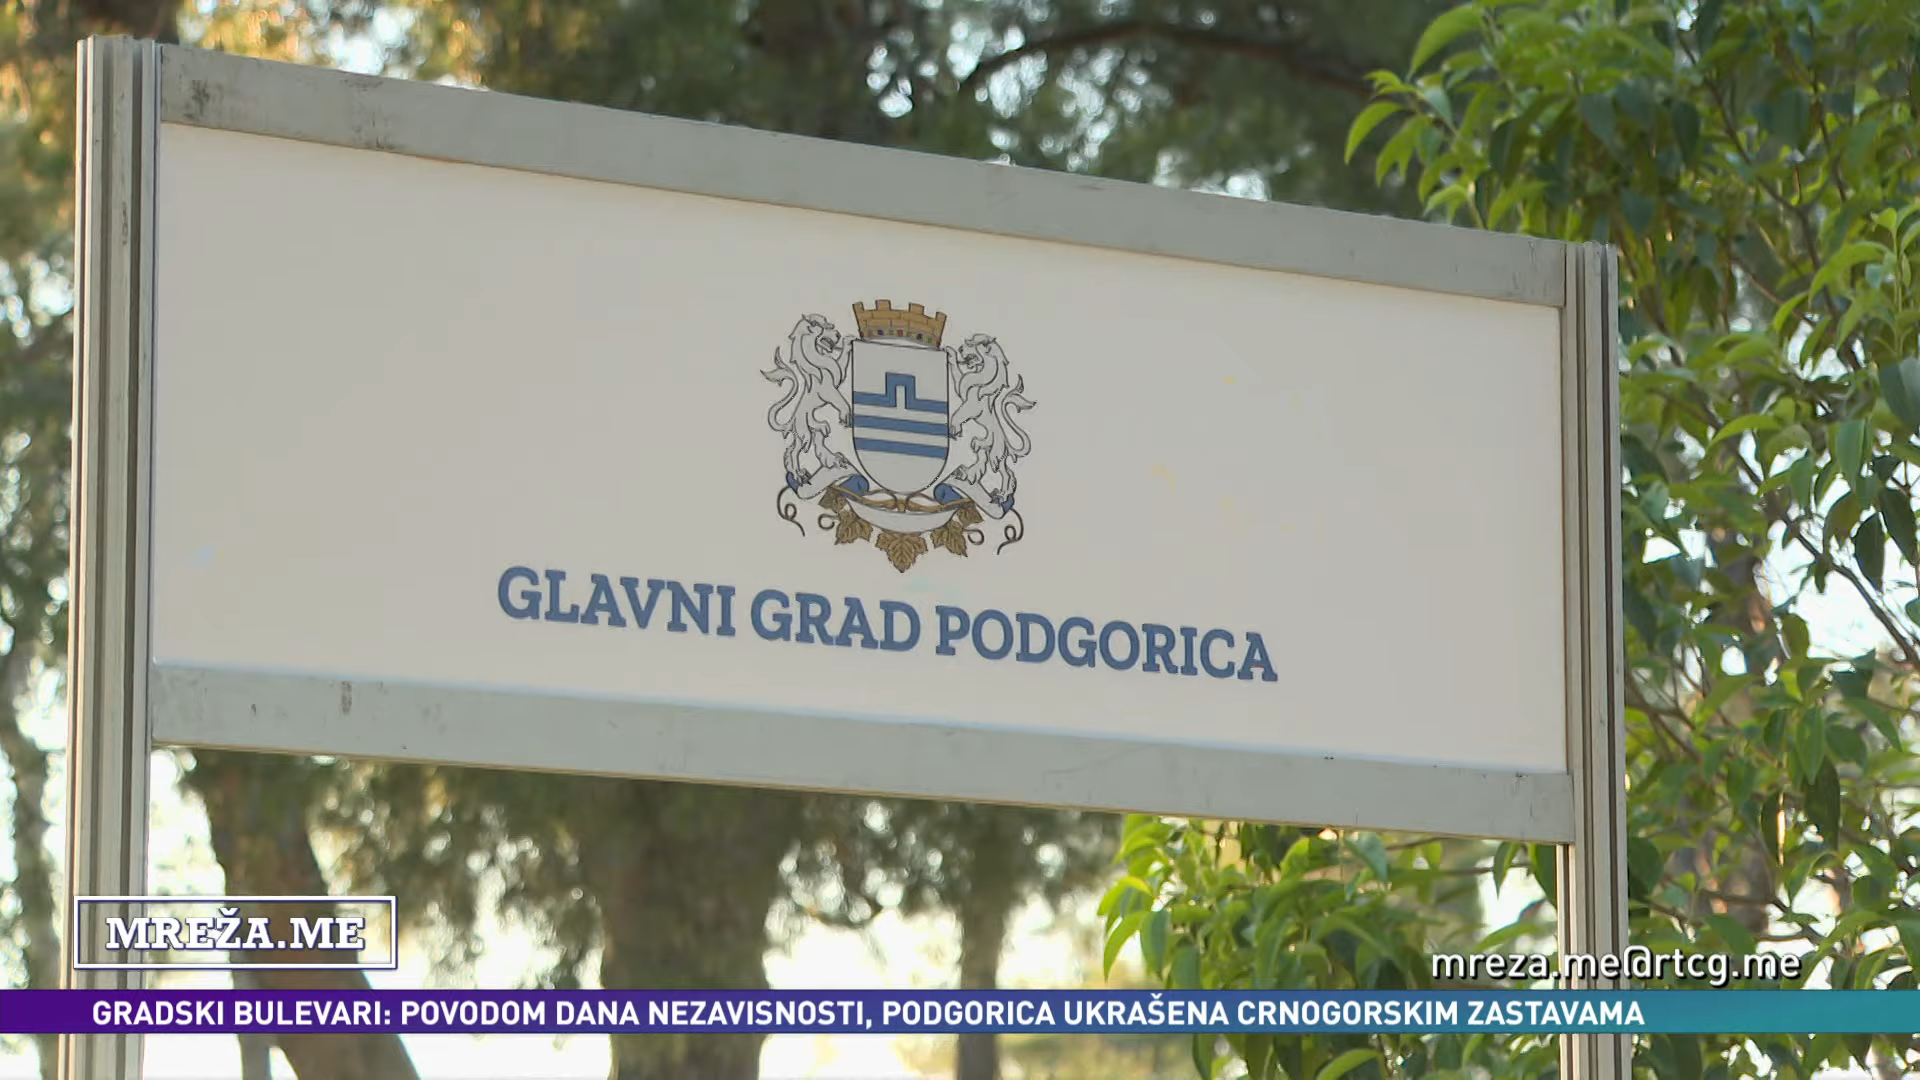 GLAVNI GRAD PODGORICA
MREŽA.ME
mreza.me@rtcg.me
GRADSKI BULEVARI: POVODOM DANA NEZAVISNOSTI, PODGORICA UKRAŠENA CRNOGORSKIM ZASTAVAMA